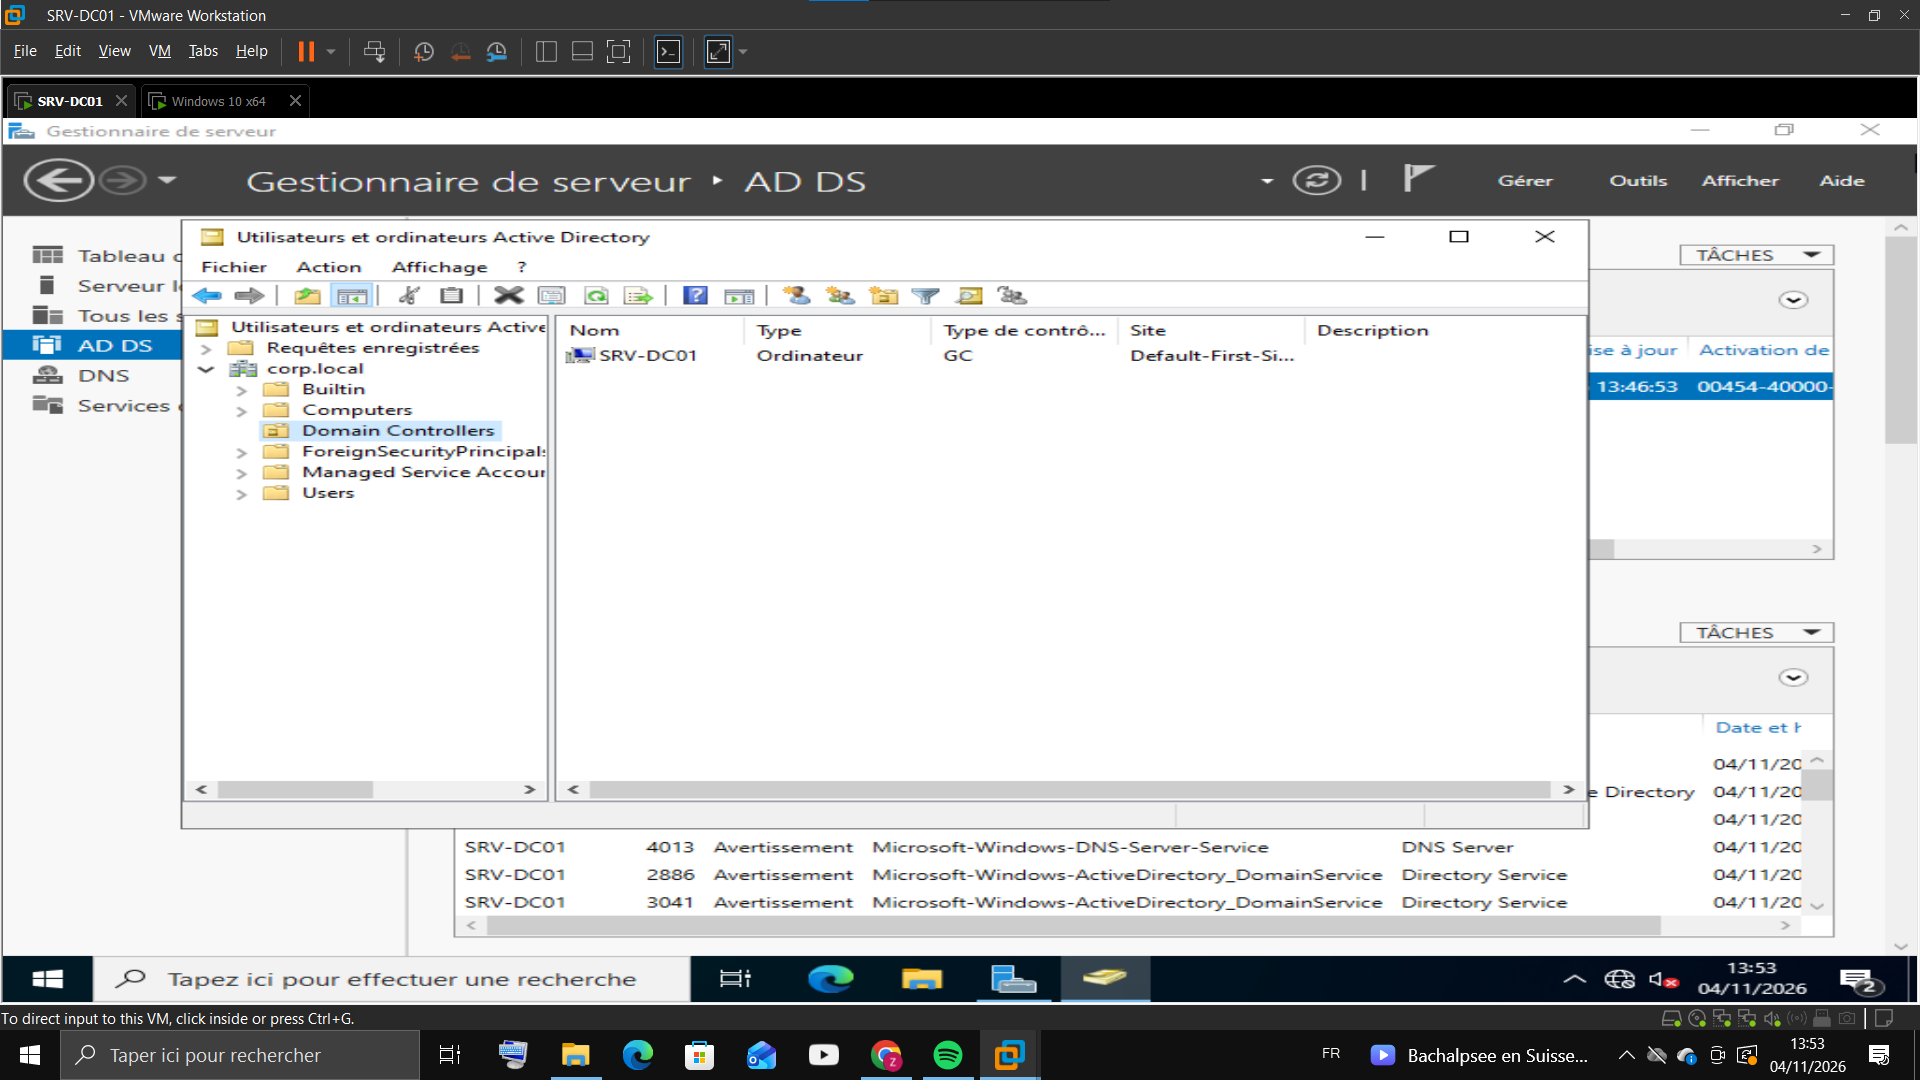 SRV-DC01 - VMware Workstation
File Edit View VM Tabs Help
SRV-DC01 Windows 10 x64
Gestionnaire de serveur
Gestionnaire de serveur AD DS Gérer Outils Afficher Aide
Utilisateurs et ordinateurs Active Directory
Fichier Action Affichage ?
Tableau
Serveur
Tous les
AD DS
DNS
Services
Utilisateurs et ordinateurs Active
Requêtes enregistrées
corp.local
Builtin
Computers
Domain Controllers
ForeignSecurityPrincipals
Managed Service Accour
Users
Nom Type Type de contrô... Site Description
SRV-DC01 Ordinateur GC Default-First-Si...
TÂCHES
ise à jour Activation de
13:46:53 00454-40000-
TÂCHES
Date et h
04/11/20
e Directory 04/11/20
04/11/20
SRV-DC01 4013 Avertissement Microsoft-Windows-DNS-Server-Service DNS Server 04/11/20
SRV-DC01 2886 Avertissement Microsoft-Windows-ActiveDirectory_DomainService Directory Service 04/11/20
SRV-DC01 3041 Avertissement Microsoft-Windows-ActiveDirectory_DomainService Directory Service 04/11/20
Tapez ici pour effectuer une recherche
13:53
04/11/2026
2
To direct input to this VM, click inside or press Ctrl+G.
Taper ici pour rechercher
FR Bachalpsee en Suisse...
13:53
04/11/2026